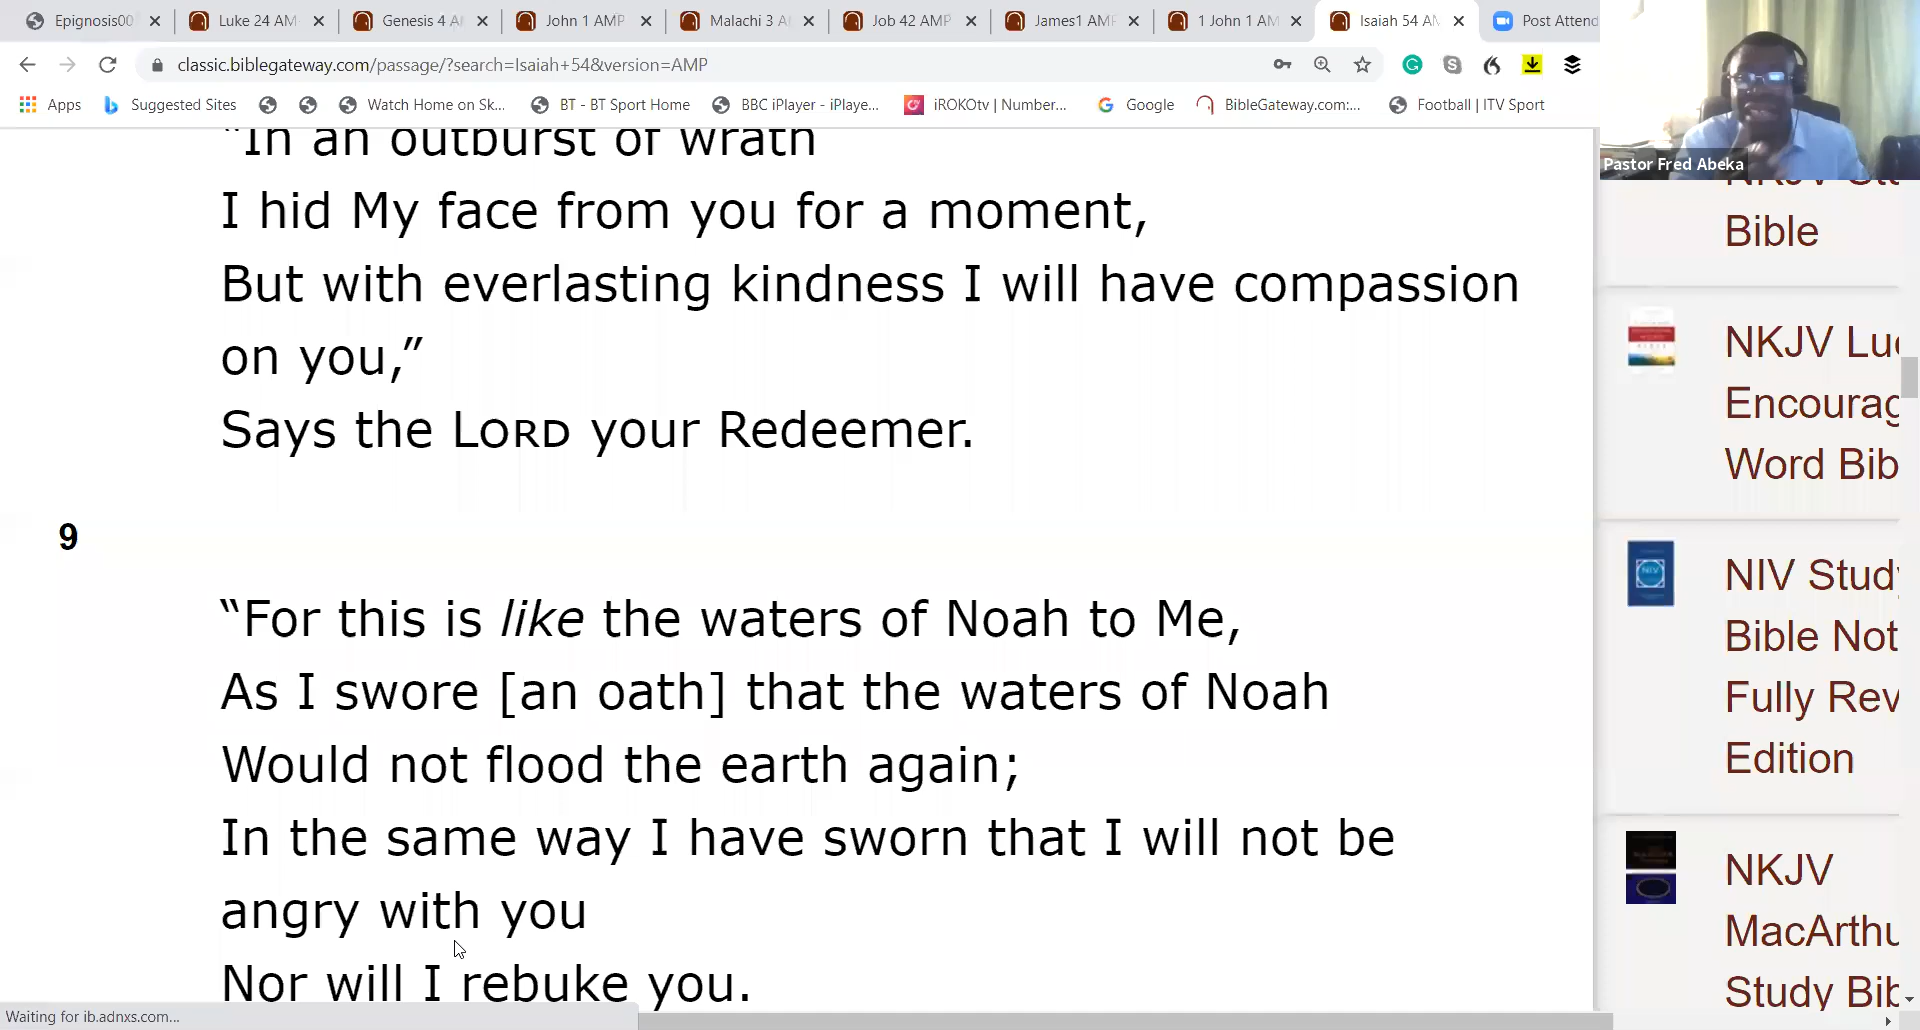 Epignosis00
Luke 24 AM
Genesis 4 A
John 1 AMP
Malachi 3 A
Job 42 AMP
James1 AM
1 John 1 AM
Isaiah 54 AM
Post Attend
classic.biblegateway.com/passage/?search=Isaiah+54&version=AMP
Apps
Suggested Sites
Watch Home on Sk...
BT - BT Sport Home
BBC iPlayer - iPlaye...
iROKOtv | Number...
Google
BibleGateway.com:...
Football | ITV Sport
Pastor Fred Abeka
“In an outburst of wrath
I hid My face from you for a moment,
But with everlasting kindness I will have compassion
on you,”
Says the LORD your Redeemer.
9
“For this is like the waters of Noah to Me,
As I swore [an oath] that the waters of Noah
Would not flood the earth again;
In the same way I have sworn that I will not be
angry with you
Nor will I rebuke you.
Bible
NKJV Luc
Encourag
Word Bib
NIV Study
Bible Not
Fully Rev
Edition
NKJV
MacArthu
Study Bib
Waiting for ib.adnxs.com...